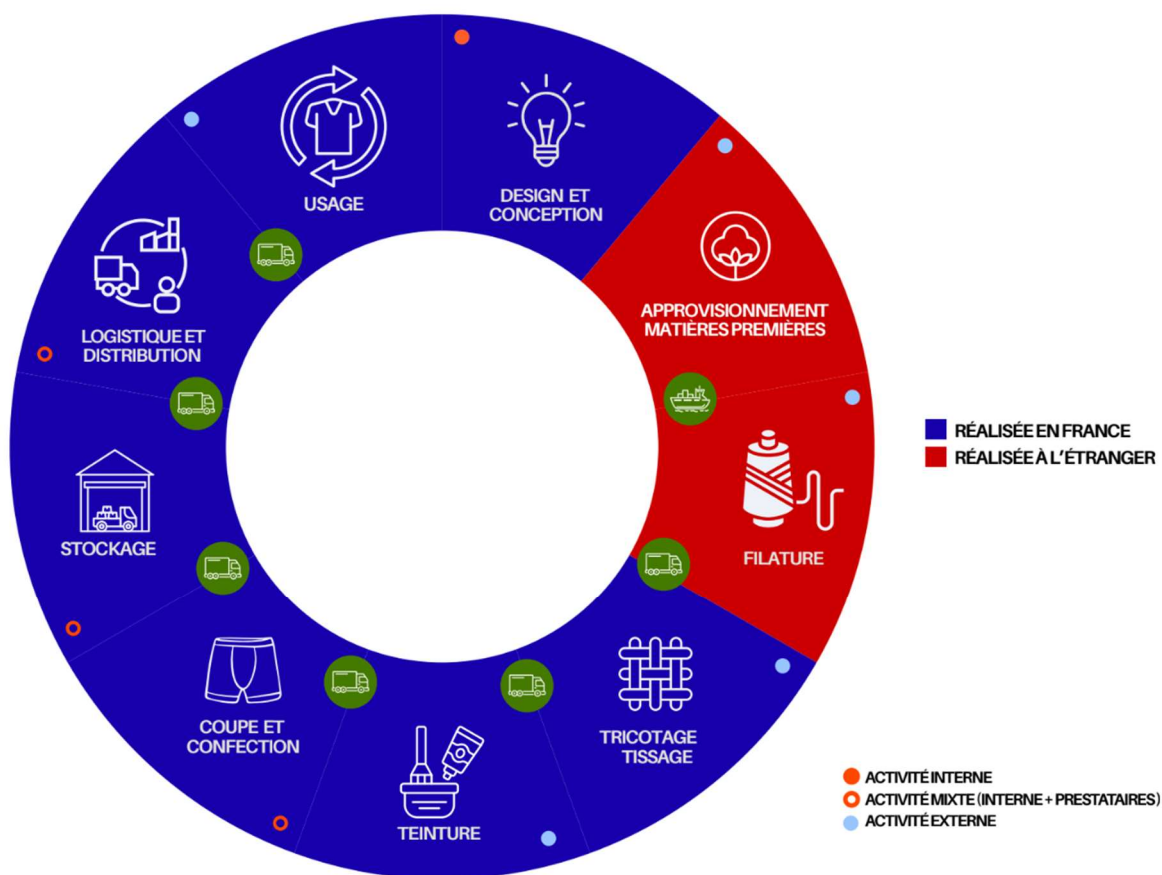 USAGE
DESIGN ET
CONCEPTION
APPROVISIONNEMENT
MATIÈRES PREMIÈRES
FILATURE
TRICOTAGE
TISSAGE
TEINTURE
COUPE ET
CONFECTION
STOCKAGE
LOGISTIQUE ET
DISTRIBUTION
RÉALISÉE EN FRANCE
RÉALISÉE À L'ÉTRANGER
ACTIVITÉ INTERNE
ACTIVITÉ MIXTE (INTERNE + PRESTATAIRES)
ACTIVITÉ EXTERNE